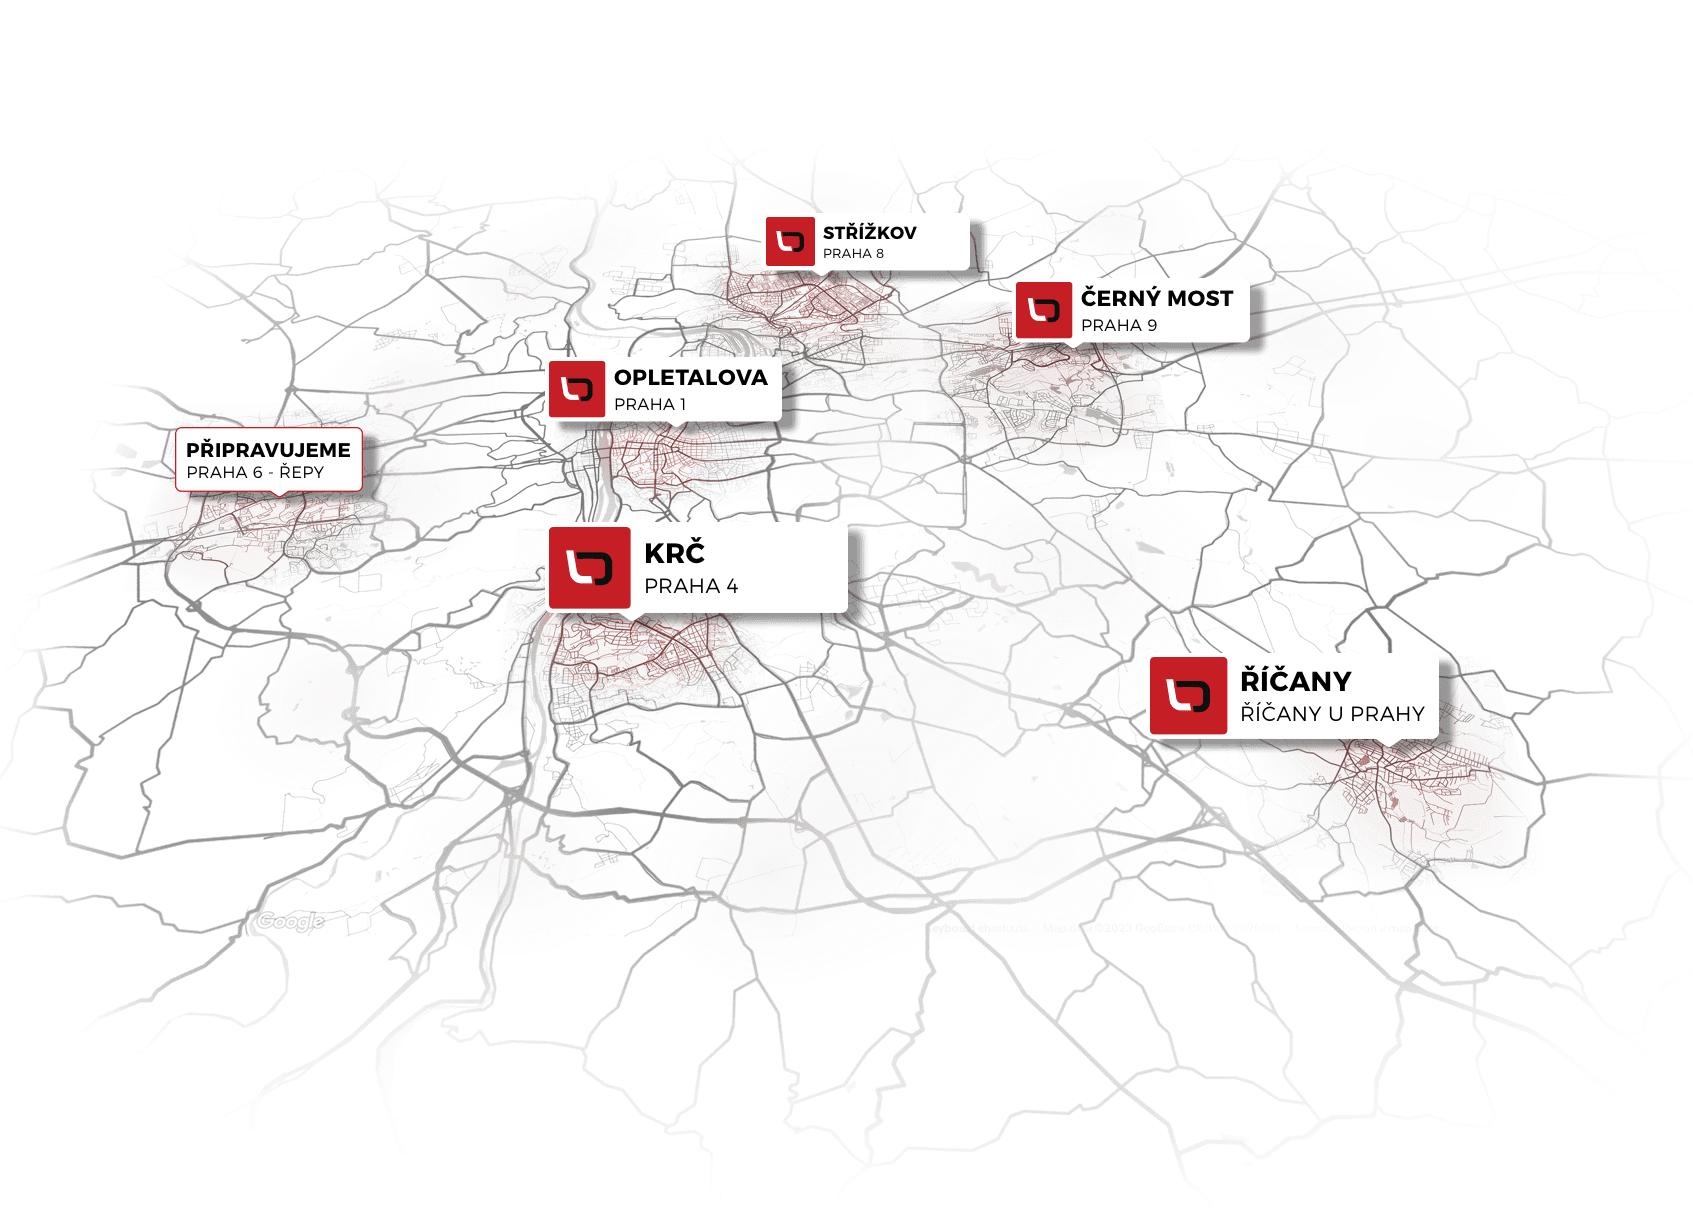 STŘÍŽKOV
PRAHA 8
ČERNÝ MOST
PRAHA 9
OPLETALOVA
PRAHA 1
PŘIPRAVUJEME
PRAHA 6 - ŘEPY
KRČ
PRAHA 4
ŘÍČANY
ŘÍČANY U PRAHY
Google